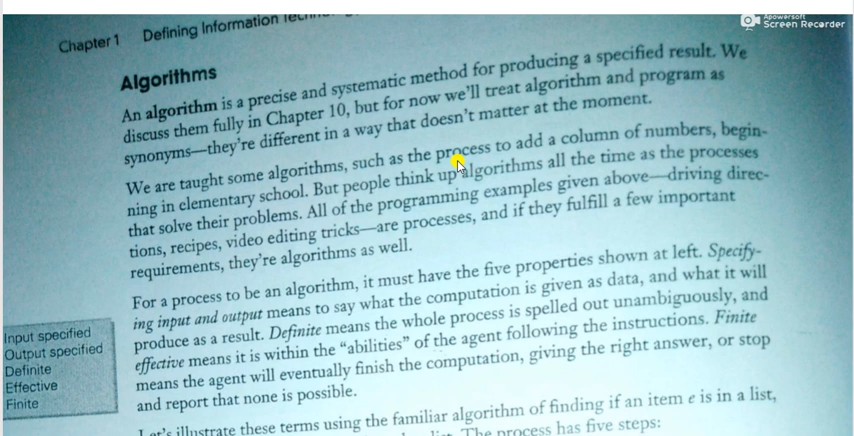 Apowersoft
Screen Recorder
Chapter 1 Defining Information
Algorithms
An algorithm is a precise and systematic method for producing a specified result. We
discuss them fully in Chapter 10, but for now we'll treat algorithm and program as
synonyms—they're different in a way that doesn't matter at the moment.
We are taught some algorithms, such as the process to add a column of numbers, begin-
ning in elementary school. But people think up algorithms all the time as the processes
that solve their problems. All of the programming examples given above—driving direc-
tions, recipes, video editing tricks—are processes, and if they fulfill a few important
requirements, they're algorithms as well.
For a process to be an algorithm, it must have the five properties shown at left. Specify-
ing input and output means to say what the computation is given as data, and what it will
produce as a result. Definite means the whole process is spelled out unambiguously, and
effective means it is within the “abilities” of the agent following the instructions. Finite
means the agent will eventually finish the computation, giving the right answer, or stop
and report that none is possible.
Input specified
Output specified
Definite
Effective
Finite
Let's illustrate these terms using the familiar algorithm of finding if an item e is in a list,
The process has five steps: